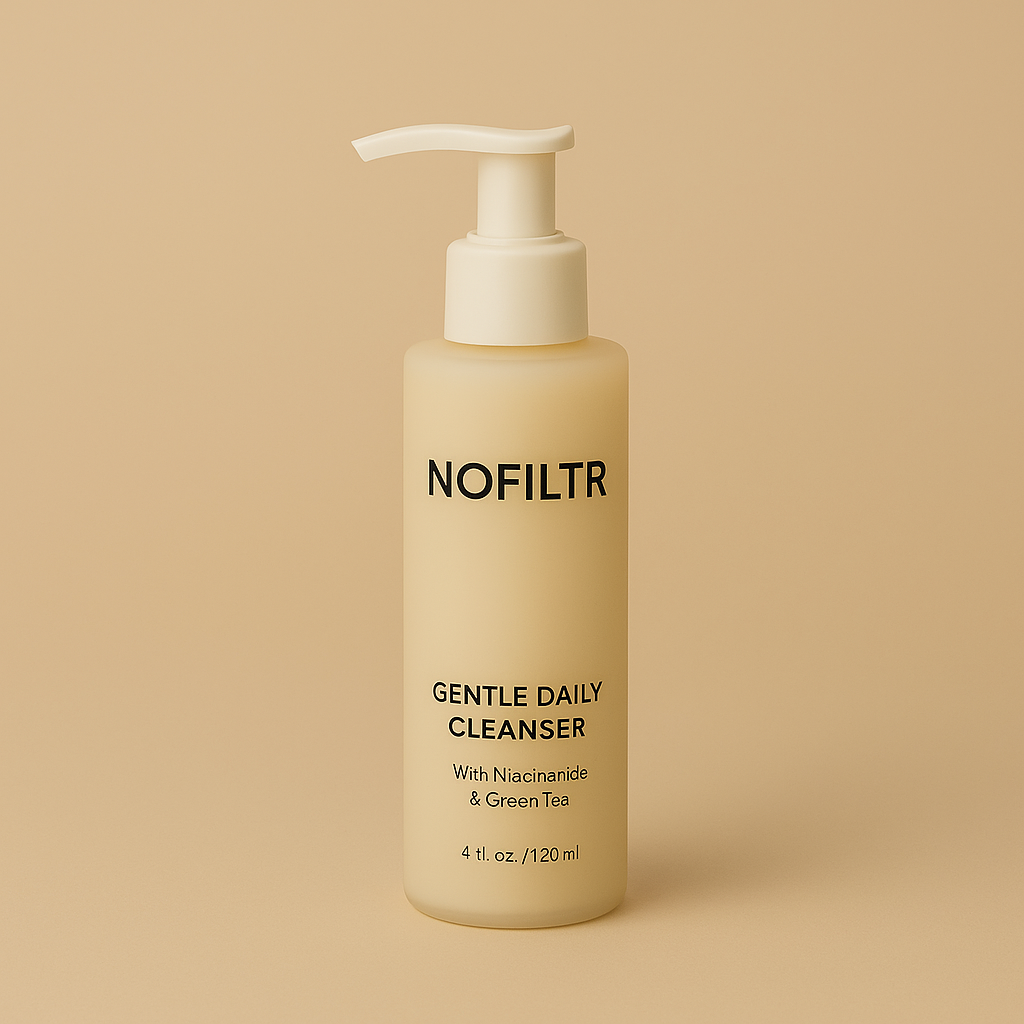 NOFILTR
GENTLE DAILY
CLEANSER
With Niacinanide
& Green Tea
4 tl. oz. /120 ml